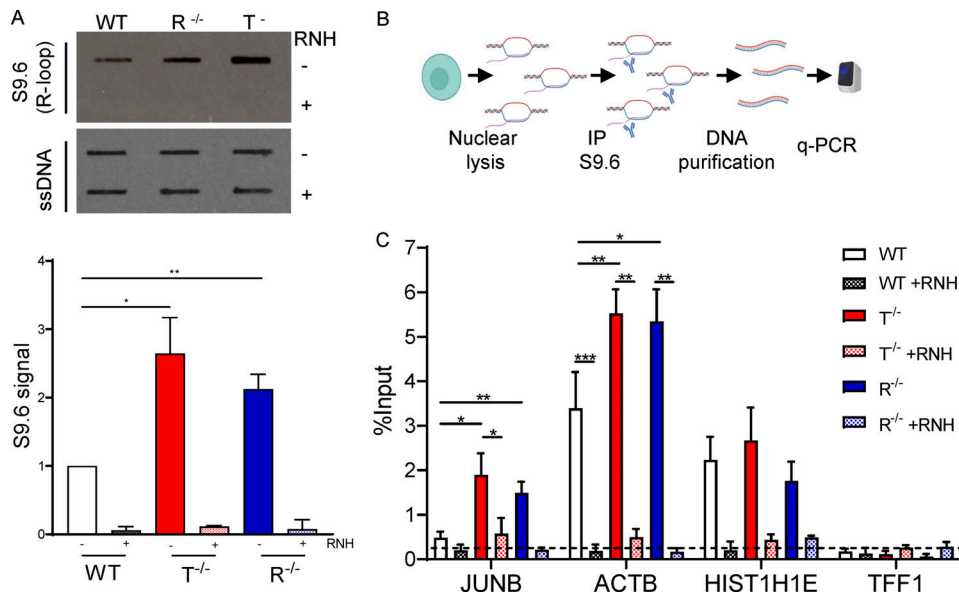 A
WT R -/- T -
RNH
S9.6
(R-loop)
-
+
ssDNA
-
+
S9.6 signal
4
3
2
1
0
*
**
- + - + - + RNH
WT T-/- R-/-
B
Nuclear
lysis
IP
S9.6
DNA
purification
q-PCR
C
%Input
7
6
5
4
3
2
1
0
**
*
*
*
**
**
**
***
JUNB ACTB HIST1H1E TFF1
WT
WT +RNH
T-/-
T-/- +RNH
R-/-
R-/- +RNH